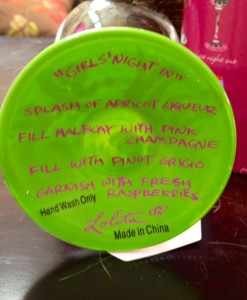 "GIRLS' NIGHT IN"
SPLASH OF APRICOT LIQUEUR
FILL HALFWAY WITH PINK
CHAMPAGNE
FILL WITH PINOT GRIGIO
GARNISH WITH FRESH
RASPBERRIES
Hand Wash Only
Lolita ®
Made in China